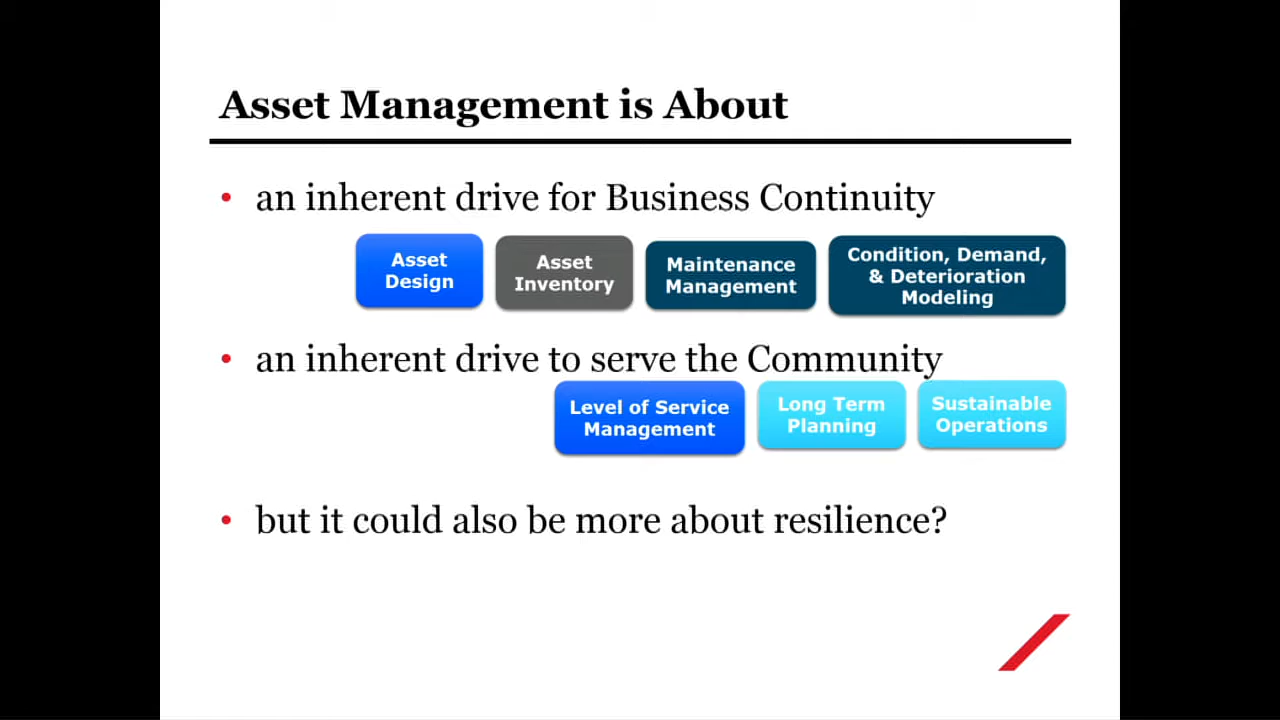 Asset Management is About
• an inherent drive for Business Continuity
Asset
Design
Asset
Inventory
Maintenance
Management
Condition, Demand,
& Deterioration
Modeling
• an inherent drive to serve the Community
Level of Service
Management
Long Term
Planning
Sustainable
Operations
• but it could also be more about resilience?